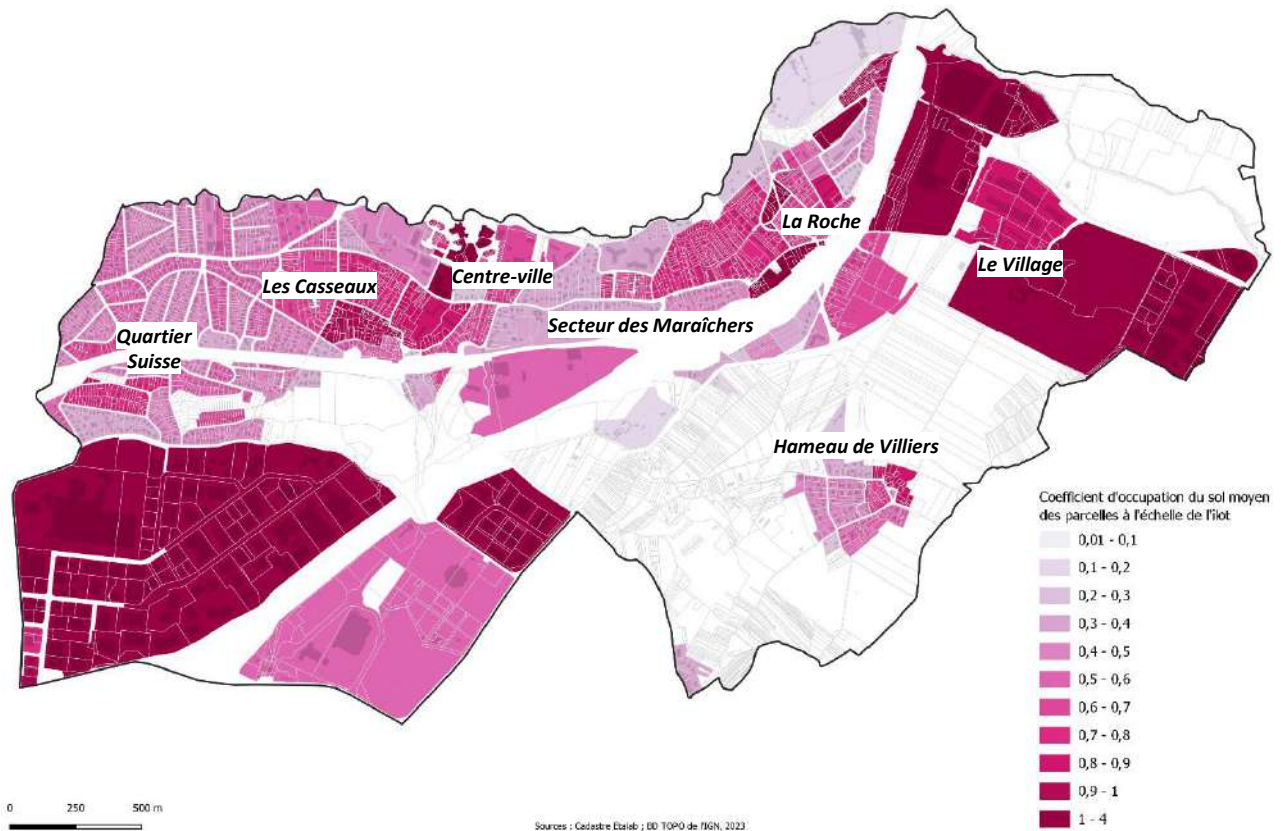 La Roche
Le Village
Centre-ville
Les Casseaux
Secteur des Maraîchers
Quartier
Suisse
Hameau de Villiers
Coefficient d'occupation du sol moyen
des parcelles à l'échelle de l'îlot
0,01 - 0,1
0,1 - 0,2
0,2 - 0,3
0,3 - 0,4
0,4 - 0,5
0,5 - 0,6
0,6 - 0,7
0,7 - 0,8
0,8 - 0,9
0,9 - 1
1 - 4
0 250 500 m
Sources : Cadastre Etalab ; BD TOPO de l'IGN, 2023